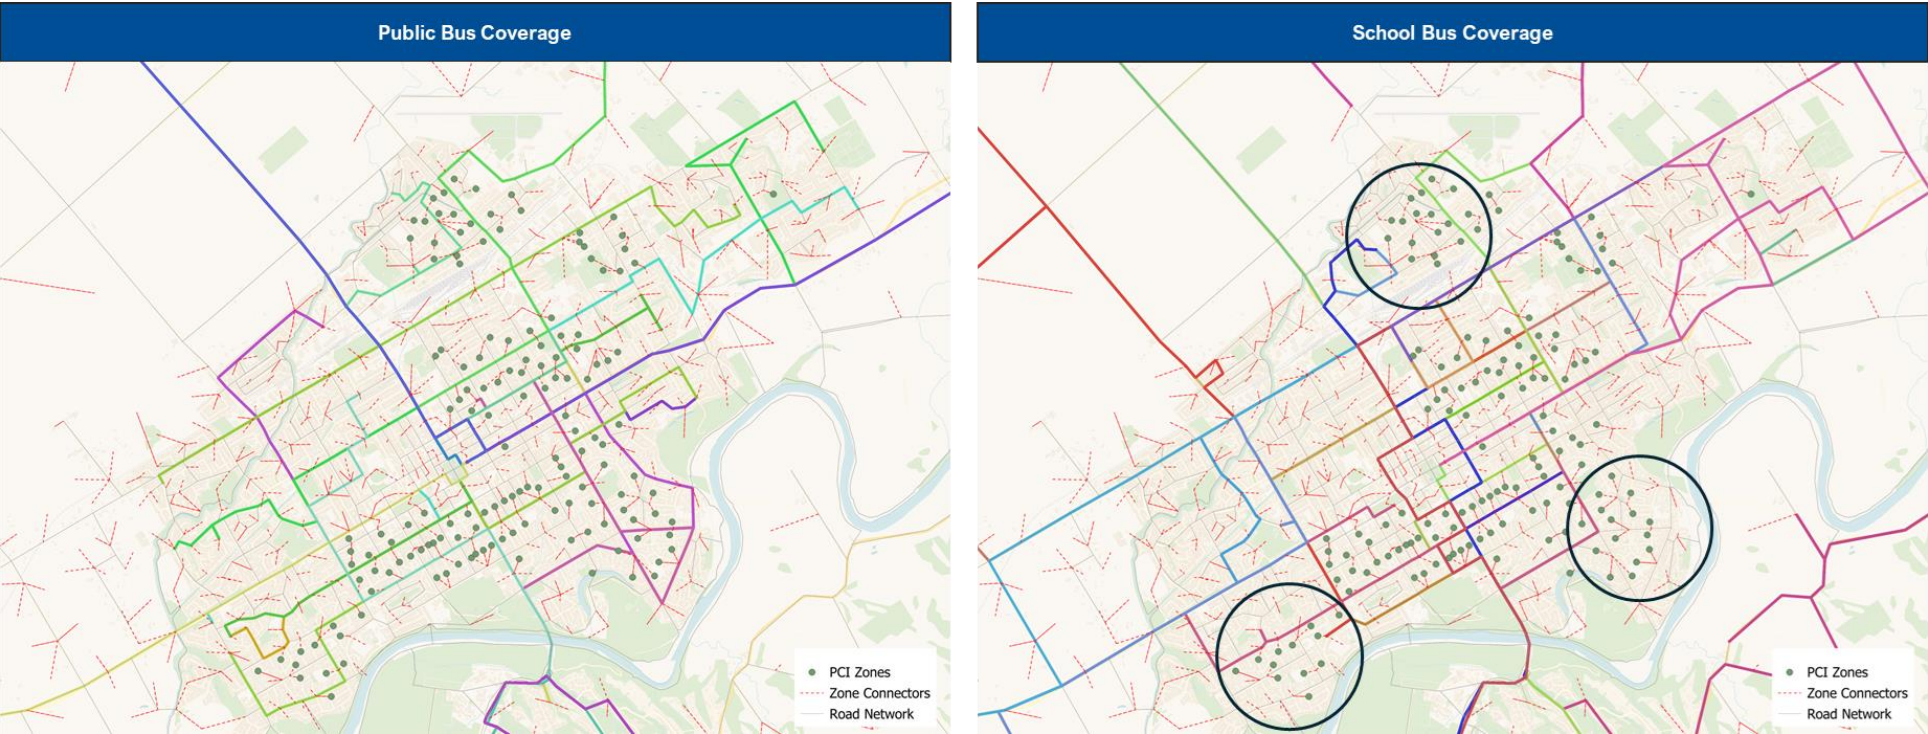 Public Bus Coverage
PCI Zones
Zone Connectors
Road Network
School Bus Coverage
PCI Zones
Zone Connectors
Road Network